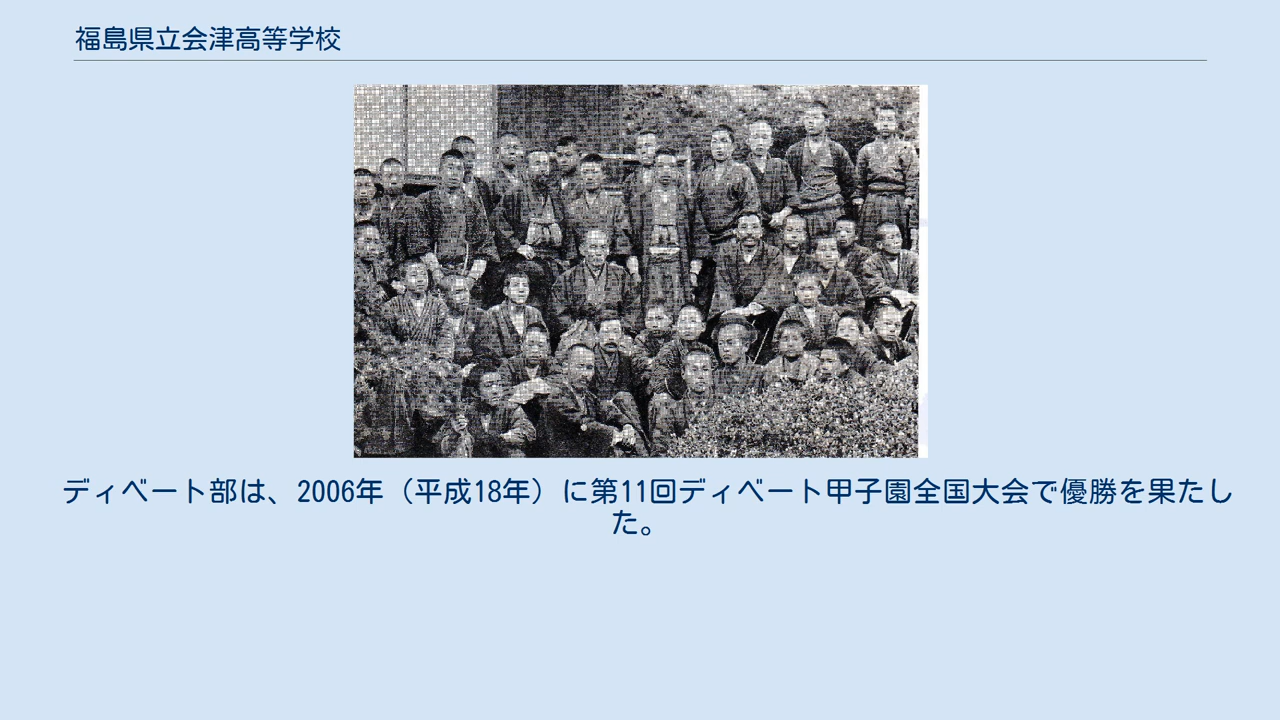 福島県立会津高等学校
ディベート部は、2006年（平成18年）に第11回ディベート甲子園全国大会で優勝を果たし
た。